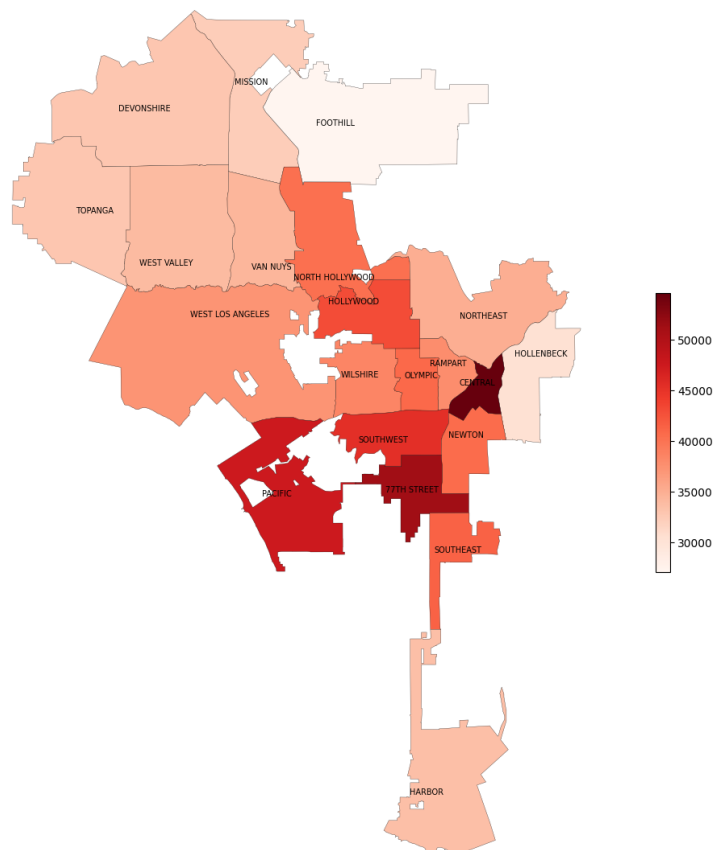 MISSION
DEVONSHIRE
FOOTHILL
TOPANGA
WEST VALLEY
VAN NUYS
NORTH HOLLYWOOD
HOLLYWOOD
WEST LOS ANGELES
NORTHEAST
HOLLENBECK
RAMPART
WILSHIRE
OLYMPIC
CENTRAL
SOUTHWEST
NEWTON
PACIFIC
77TH STREET
SOUTHEAST
HARBOR
50000
45000
40000
35000
30000